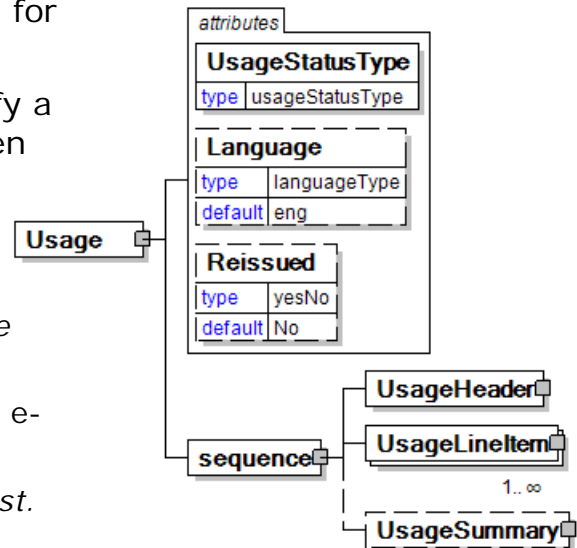 for
attributes
UsageStatusType
type usageStatusType
fy a
en
Language
type languageType
default eng
Usage
Reissued
type yesNo
default No
e
UsageHeader
e-
UsageLineItem
sequence
1.. ∞
st.
UsageSummary